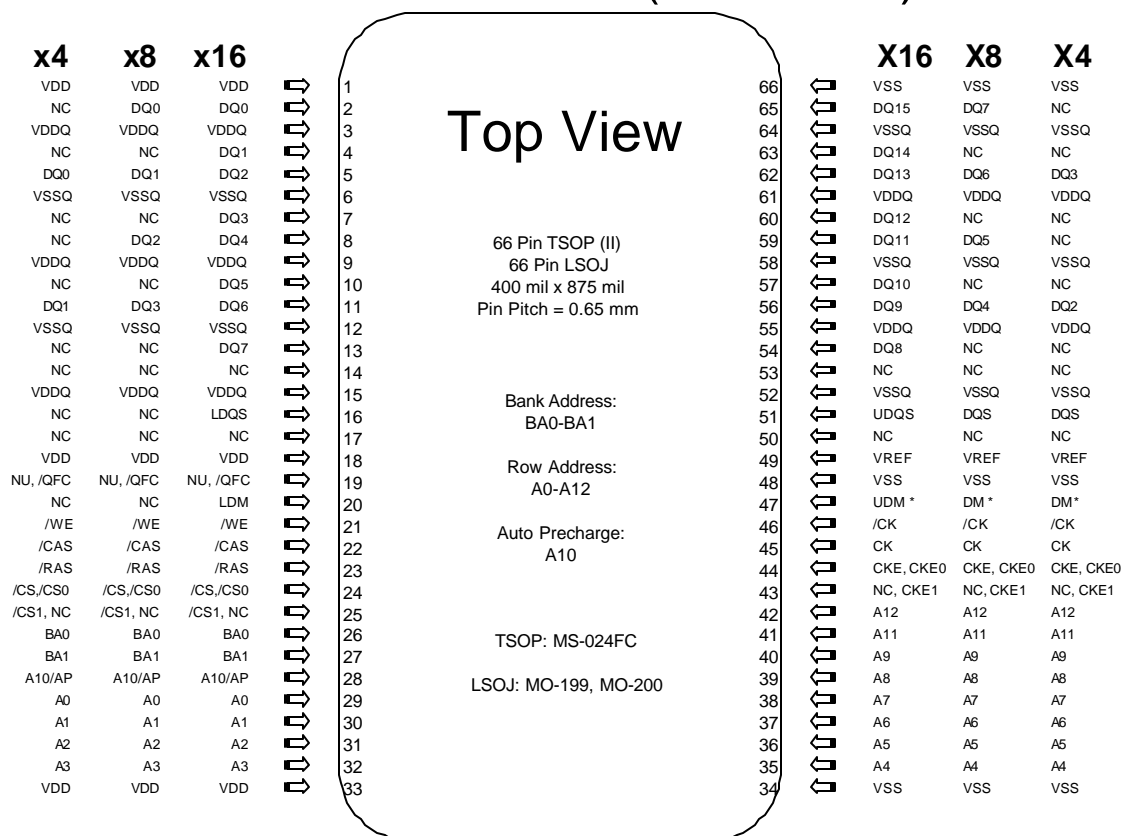 x4 x8 x16 X16 X8 X4
VDD VDD VDD 1 66 VSS VSS VSS
NC DQ0 DQ0 2 65 DQ15 DQ7 NC
VDDQ VDDQ VDDQ 3 64 VSSQ VSSQ VSSQ
Top View
NC NC DQ1 4 63 DQ14 NC NC
DQ0 DQ1 DQ2 5 62 DQ13 DQ6 DQ3
VSSQ VSSQ VSSQ 6 61 VDDQ VDDQ VDDQ
NC NC DQ3 7 60 DQ12 NC NC
NC DQ2 DQ4 8 66 Pin TSOP (II) 59 DQ11 DQ5 NC
VDDQ VDDQ VDDQ 9 66 Pin LSOJ 58 VSSQ VSSQ VSSQ
NC NC DQ5 10 400 mil x 875 mil 57 DQ10 NC NC
DQ1 DQ3 DQ6 11 Pin Pitch = 0.65 mm 56 DQ9 DQ4 DQ2
VSSQ VSSQ VSSQ 12 55 VDDQ VDDQ VDDQ
NC NC DQ7 13 54 DQ8 NC NC
NC NC NC 14 53 NC NC NC
VDDQ VDDQ VDDQ 15 Bank Address: 52 VSSQ VSSQ VSSQ
NC NC LDQS 16 BA0-BA1 51 UDQS DQS DQS
NC NC NC 17 50 NC NC NC
VDD VDD VDD 18 Row Address: 49 VREF VREF VREF
NU, /QFC NU, /QFC NU, /QFC 19 A0-A12 48 VSS VSS VSS
NC NC LDM 20 47 UDM * DM * DM*
/WE /WE /WE 21 Auto Precharge: 46 /CK /CK /CK
/CAS /CAS /CAS 22 A10 45 CK CK CK
/RAS /RAS /RAS 23 44 CKE, CKE0 CKE, CKE0 CKE, CKE0
/CS,/CS0 /CS,/CS0 /CS,/CS0 24 43 NC, CKE1 NC, CKE1 NC, CKE1
/CS1, NC /CS1, NC /CS1, NC 25 42 A12 A12 A12
BA0 BA0 BA0 26 TSOP: MS-024FC 41 A11 A11 A11
BA1 BA1 BA1 27 40 A9 A9 A9
A10/AP A10/AP A10/AP 28 LSOJ: MO-199, MO-200 39 A8 A8 A8
A0 A0 A0 29 38 A7 A7 A7
A1 A1 A1 30 37 A6 A6 A6
A2 A2 A2 31 36 A5 A5 A5
A3 A3 A3 32 35 A4 A4 A4
VDD VDD VDD 33 34 VSS VSS VSS